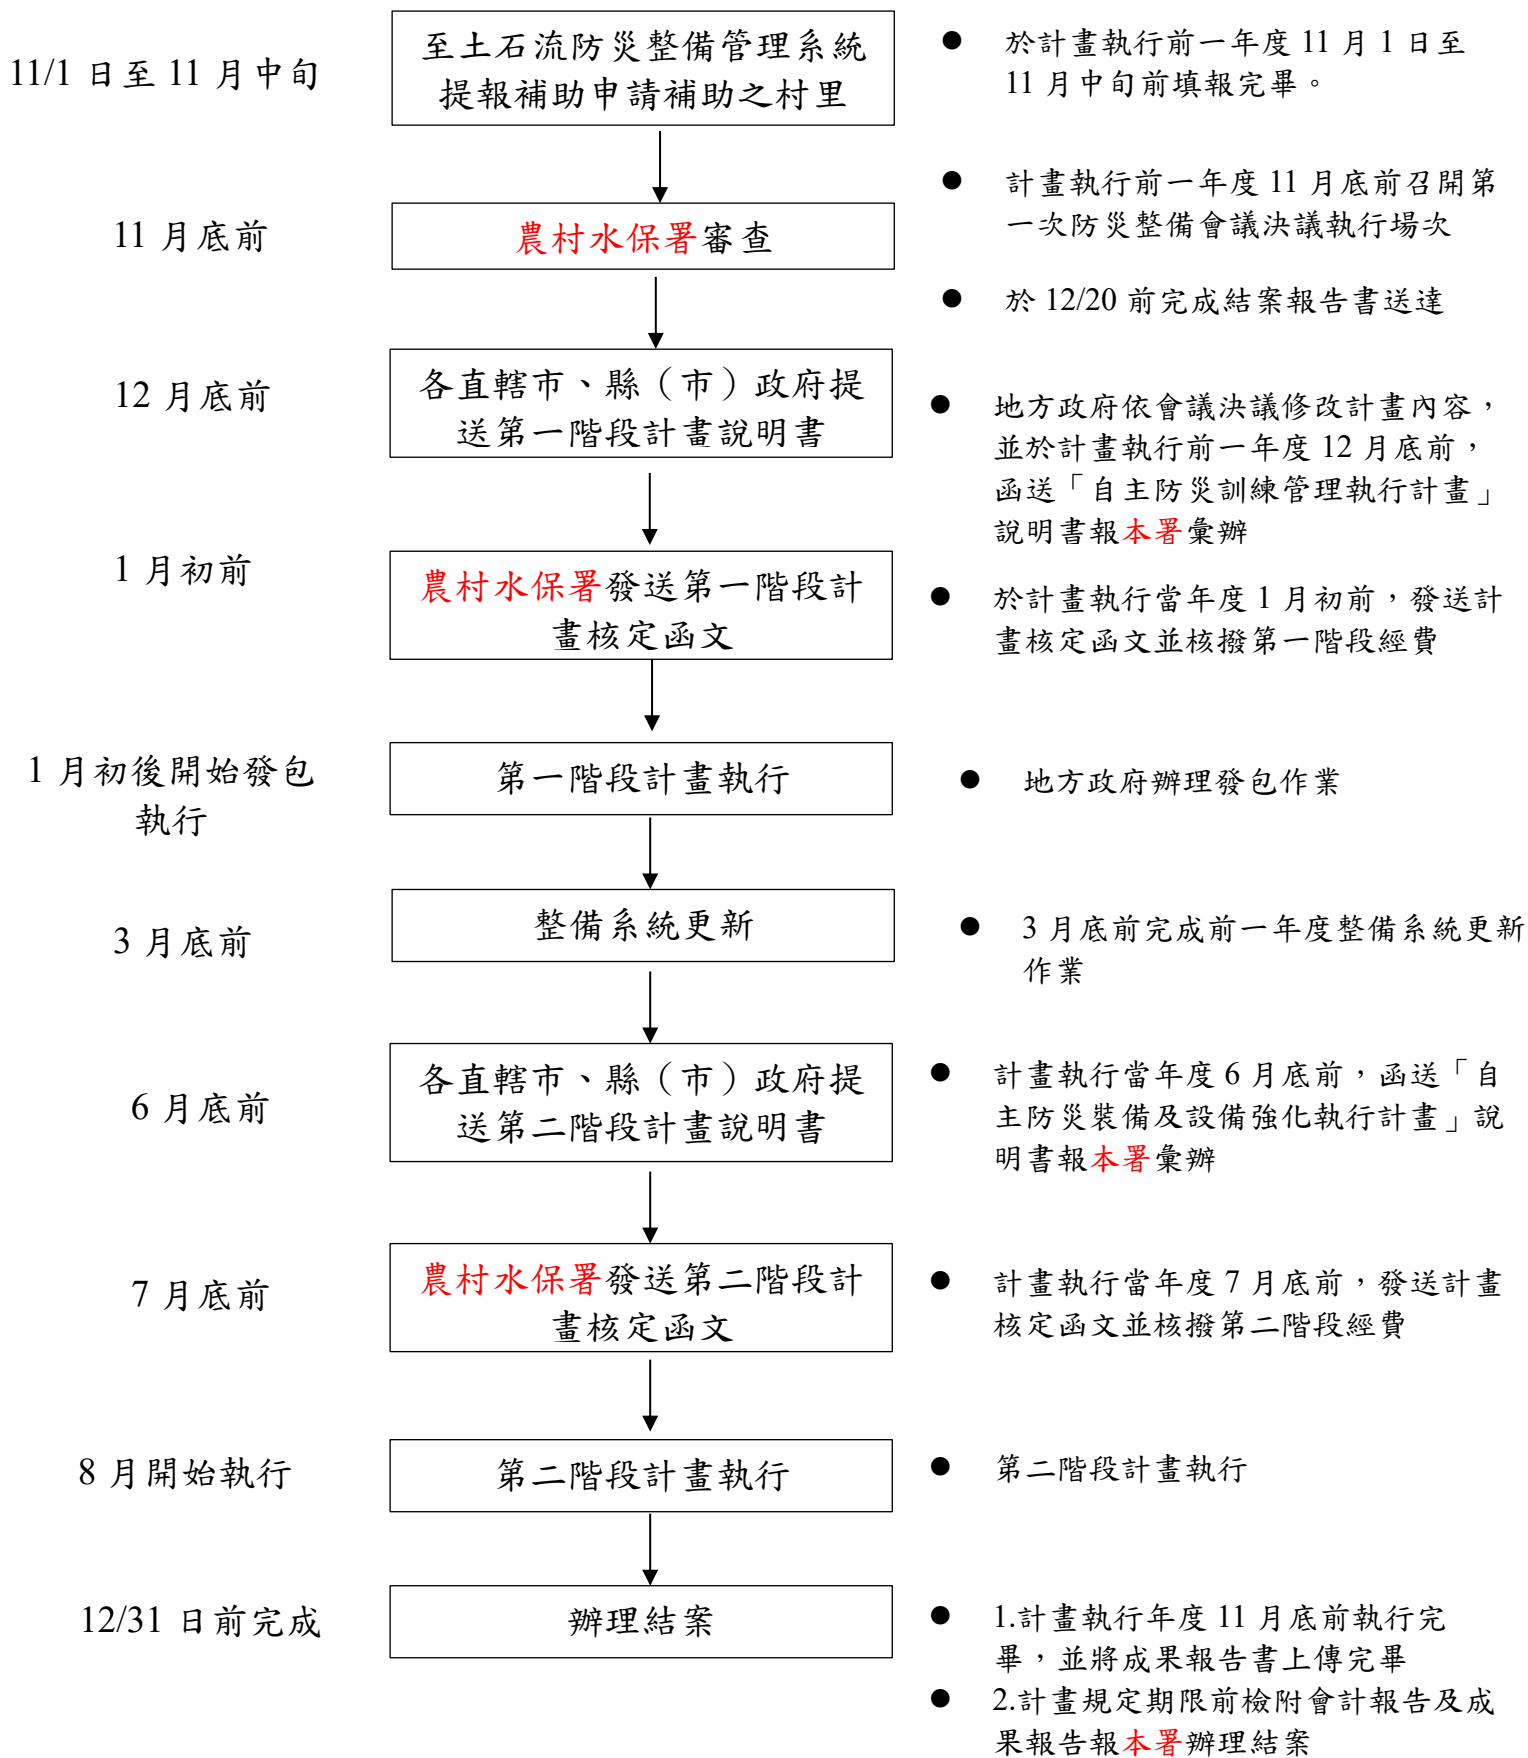 11/1 日至 11 月中旬
至土石流防災整備管理系統
提報補助申請補助之村里
● 於計畫執行前一年度 11 月 1 日至
11 月中旬前填報完畢。
11 月底前
農村水保署審查
● 計畫執行前一年度 11 月底前召開第
一次防災整備會議決議執行場次
● 於 12/20 前完成結案報告書送達
12 月底前
各直轄市、縣（市）政府提
送第一階段計畫說明書
● 地方政府依會議決議修改計畫內容，
並於計畫執行前一年度 12 月底前，
函送「自主防災訓練管理執行計畫」
說明書報本署彙辦
1 月初前
農村水保署發送第一階段計
畫核定函文
● 於計畫執行當年度 1 月初前，發送計
畫核定函文並核撥第一階段經費
1 月初後開始發包
執行
第一階段計畫執行
● 地方政府辦理發包作業
3 月底前
整備系統更新
● 3 月底前完成前一年度整備系統更新
作業
6 月底前
各直轄市、縣（市）政府提
送第二階段計畫說明書
● 計畫執行當年度 6 月底前，函送「自
主防災裝備及設備強化執行計畫」說
明書報本署彙辦
7 月底前
農村水保署發送第二階段計
畫核定函文
● 計畫執行當年度 7 月底前，發送計畫
核定函文並核撥第二階段經費
8 月開始執行
第二階段計畫執行
● 第二階段計畫執行
12/31 日前完成
辦理結案
● 1.計畫執行年度 11 月底前執行完
畢，並將成果報告書上傳完畢
● 2.計畫規定期限前檢附會計報告及成
果報告報本署辦理結案